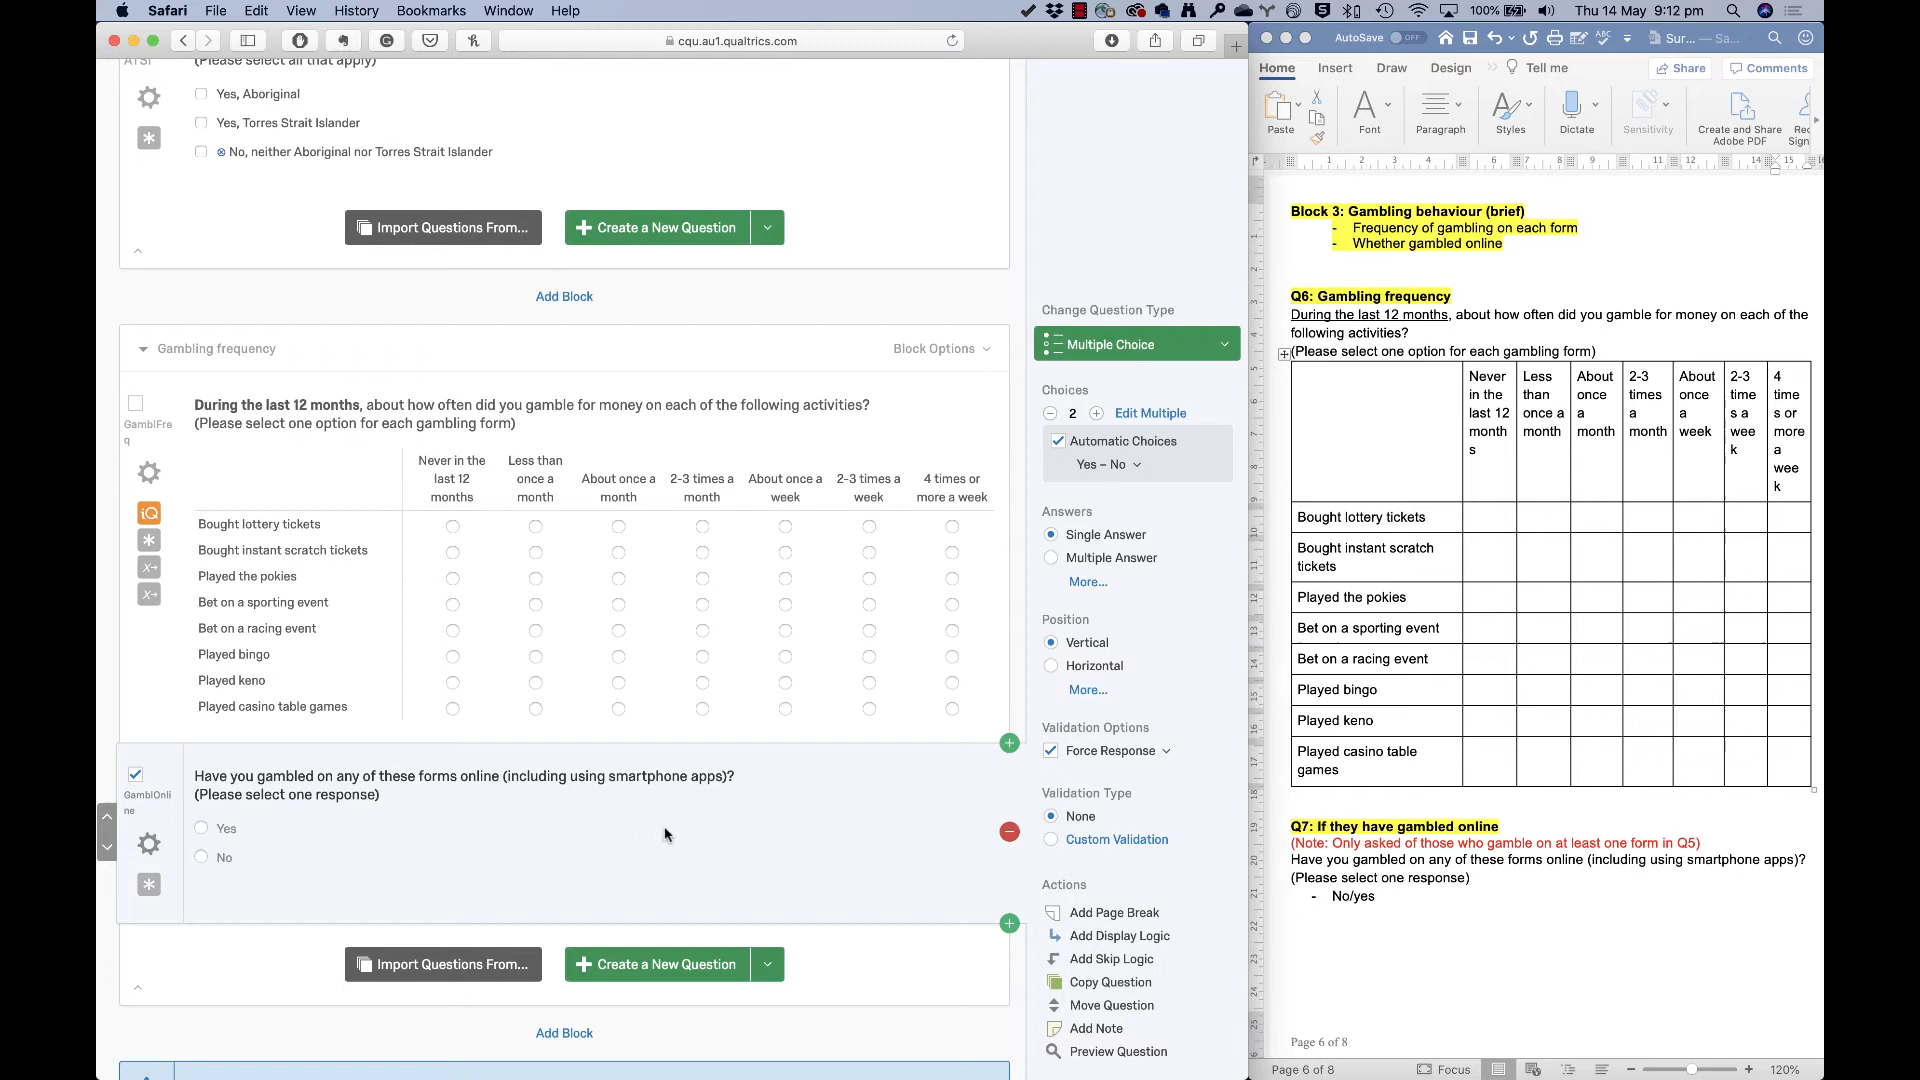 Safari File Edit View History Bookmarks Window Help
100% Thu 14 May 9:12 pm
cqu.au1.qualtrics.com
ATSI
(Please select all that apply)
Yes, Aboriginal
Yes, Torres Strait Islander
No, neither Aboriginal nor Torres Strait Islander
Import Questions From...
Create a New Question
Add Block
Gambling frequency
Block Options
GamblFre
q
During the last 12 months, about how often did you gamble for money on each of the following activities?
(Please select one option for each gambling form)
iQ
Never in the last 12 months
Less than once a month
About once a month
2-3 times a month
About once a week
2-3 times a week
4 times or more a week
Bought lottery tickets
Bought instant scratch tickets
Played the pokies
Bet on a sporting event
Bet on a racing event
Played bingo
Played keno
Played casino table games
GamblOnli
ne
Have you gambled on any of these forms online (including using smartphone apps)?
(Please select one response)
Yes
No
Import Questions From...
Create a New Question
Add Block
Change Question Type
Multiple Choice
Choices
2 Edit Multiple
Automatic Choices
Yes – No
Answers
Single Answer
Multiple Answer
More...
Position
Vertical
Horizontal
More...
Validation Options
Force Response
Validation Type
None
Custom Validation
Actions
Add Page Break
Add Display Logic
Add Skip Logic
Copy Question
Move Question
Add Note
Preview Question
AutoSave OFF
Sur... — Sa...
Home Insert Draw Design Tell me
Share Comments
Paste Font Paragraph Styles Dictate Sensitivity
Create and Share
Adobe PDF
Block 3: Gambling behaviour (brief)
- Frequency of gambling on each form
- Whether gambled online
Q6: Gambling frequency
During the last 12 months, about how often did you gamble for money on each of the
following activities?
(Please select one option for each gambling form)
Never
in the
last 12
month
s
Less
than
once a
month
About
once
a
month
2-3
times
a
month
About
once
a
week
2-3
time
s a
wee
k
4
time
s or
more
a
wee
k
Bought lottery tickets
Bought instant scratch
tickets
Played the pokies
Bet on a sporting event
Bet on a racing event
Played bingo
Played keno
Played casino table
games
Q7: If they have gambled online
(Note: Only asked of those who gamble on at least one form in Q5)
Have you gambled on any of these forms online (including using smartphone apps)?
(Please select one response)
- No/yes
Page 6 of 8
Page 6 of 8 Focus 120%